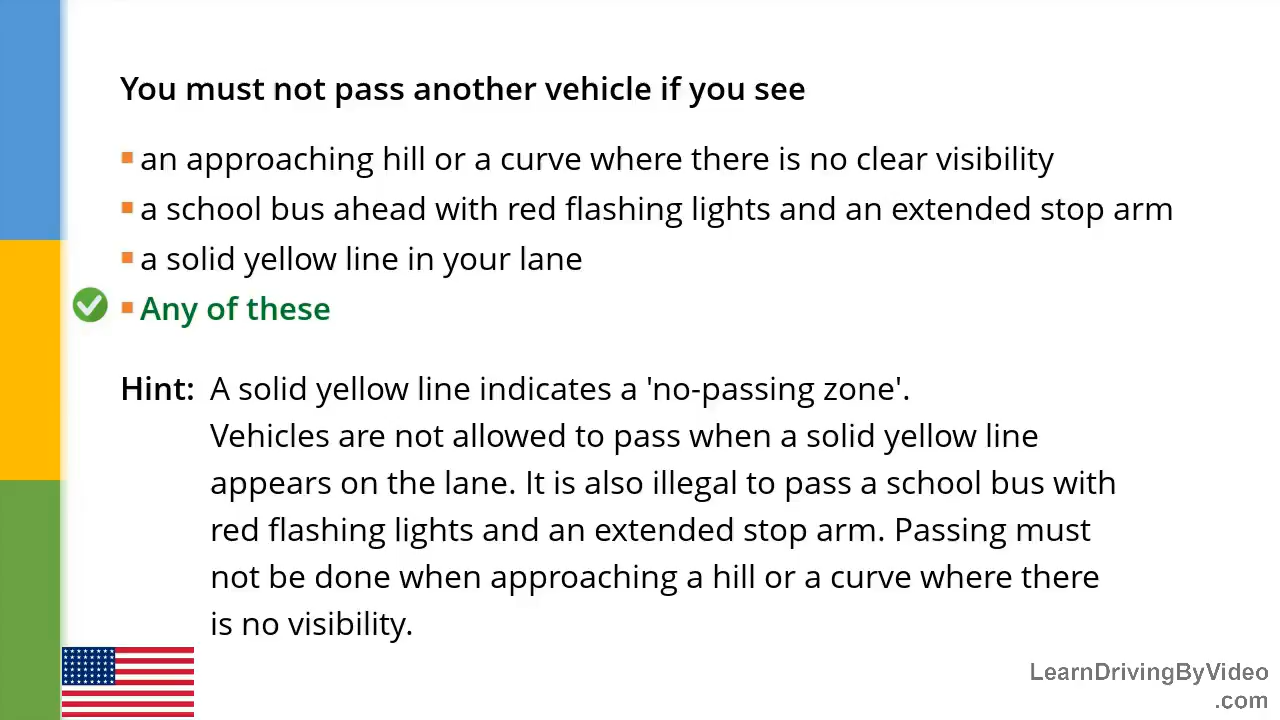 You must not pass another vehicle if you see
an approaching hill or a curve where there is no clear visibility
a school bus ahead with red flashing lights and an extended stop arm
a solid yellow line in your lane
Any of these
Hint: A solid yellow line indicates a 'no-passing zone'.
Vehicles are not allowed to pass when a solid yellow line
appears on the lane. It is also illegal to pass a school bus with
red flashing lights and an extended stop arm. Passing must
not be done when approaching a hill or a curve where there
is no visibility.
LearnDrivingByVideo
.com